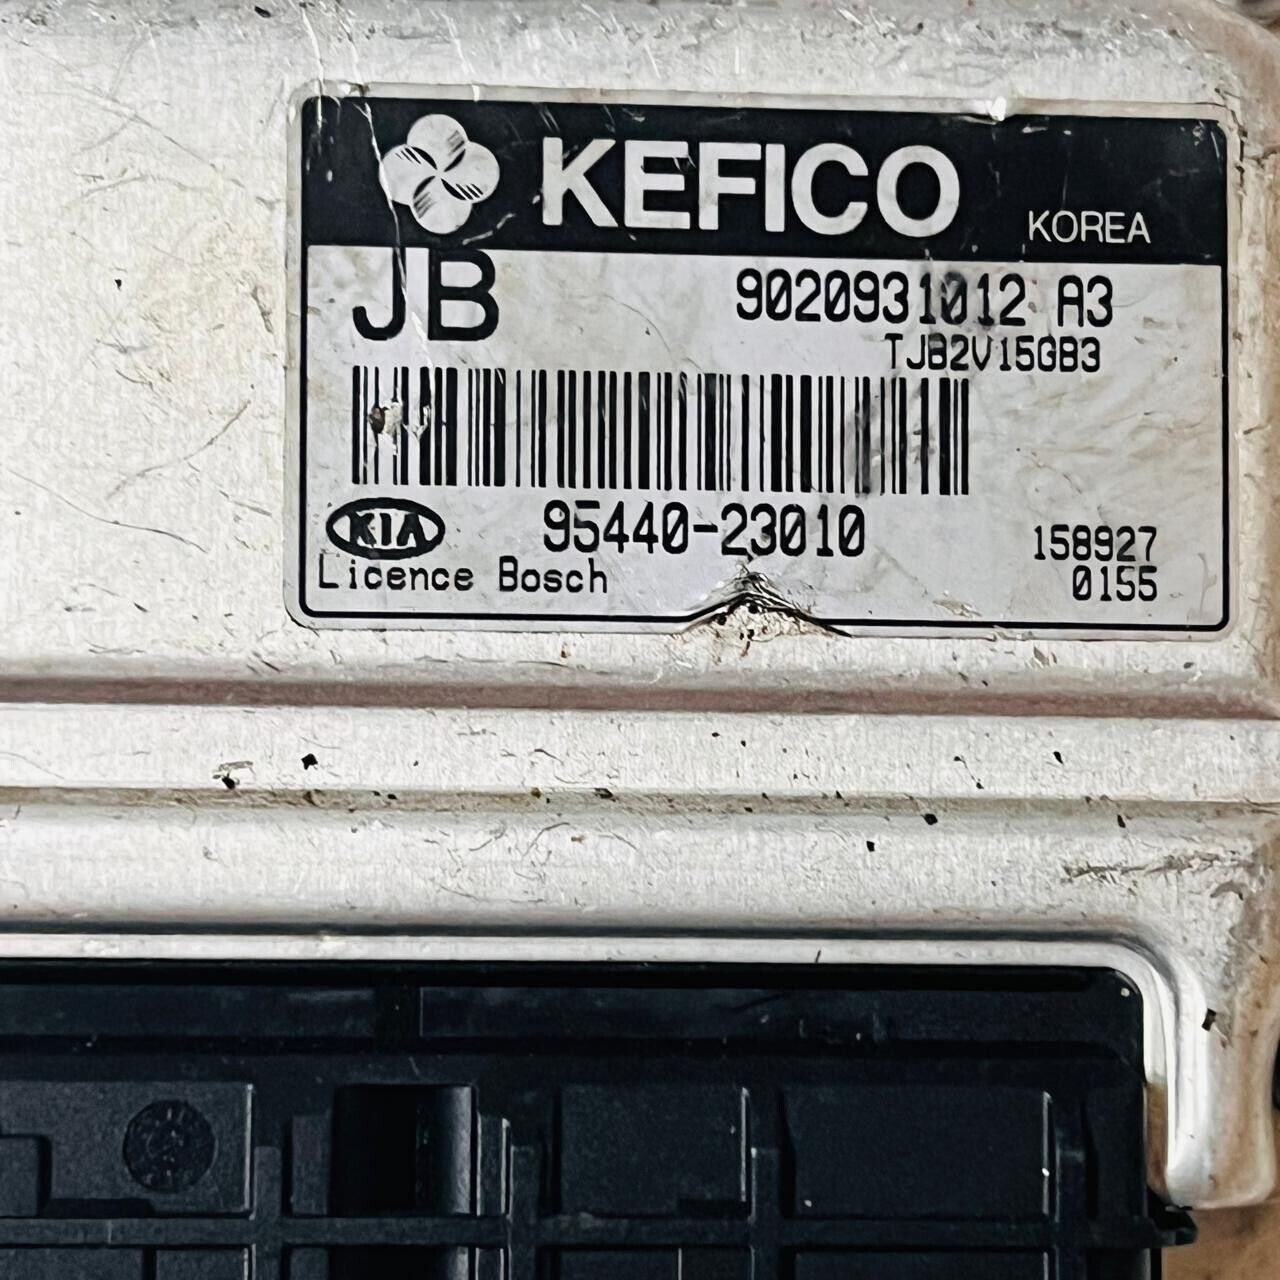 KEFICO KOREA
JB
9020931012 A3
TJB2V15GB3
KIA
95440-23010
158927
Licence Bosch
0155